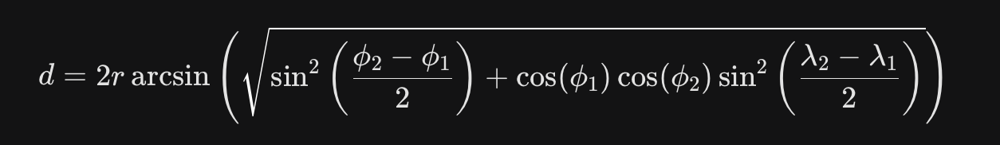 d = 2r arcsin(√(sin²((ϕ₂ − ϕ₁)/2) + cos(ϕ₁) cos(ϕ₂) sin²((λ₂ − λ₁)/2)))